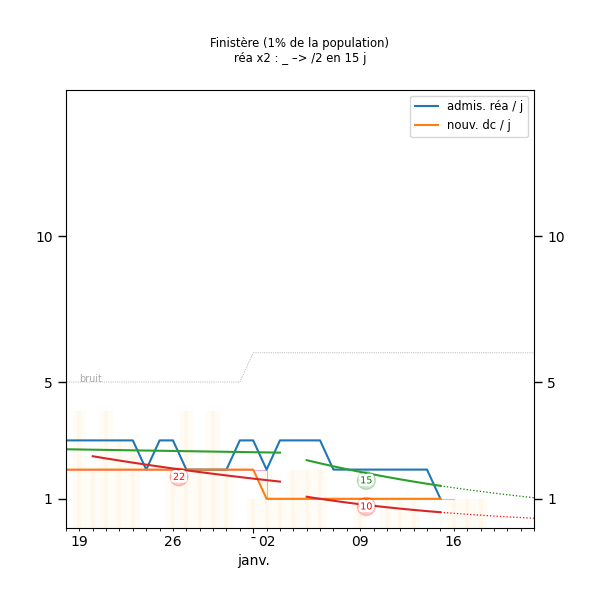 Finistère (1% de la population)
réa x2 : _ –> /2 en 15 j
admis. réa / j
nouv. dc / j
10 10
bruit
5 5
22
15
10
1 1
19 26 - 02 09 16
janv.